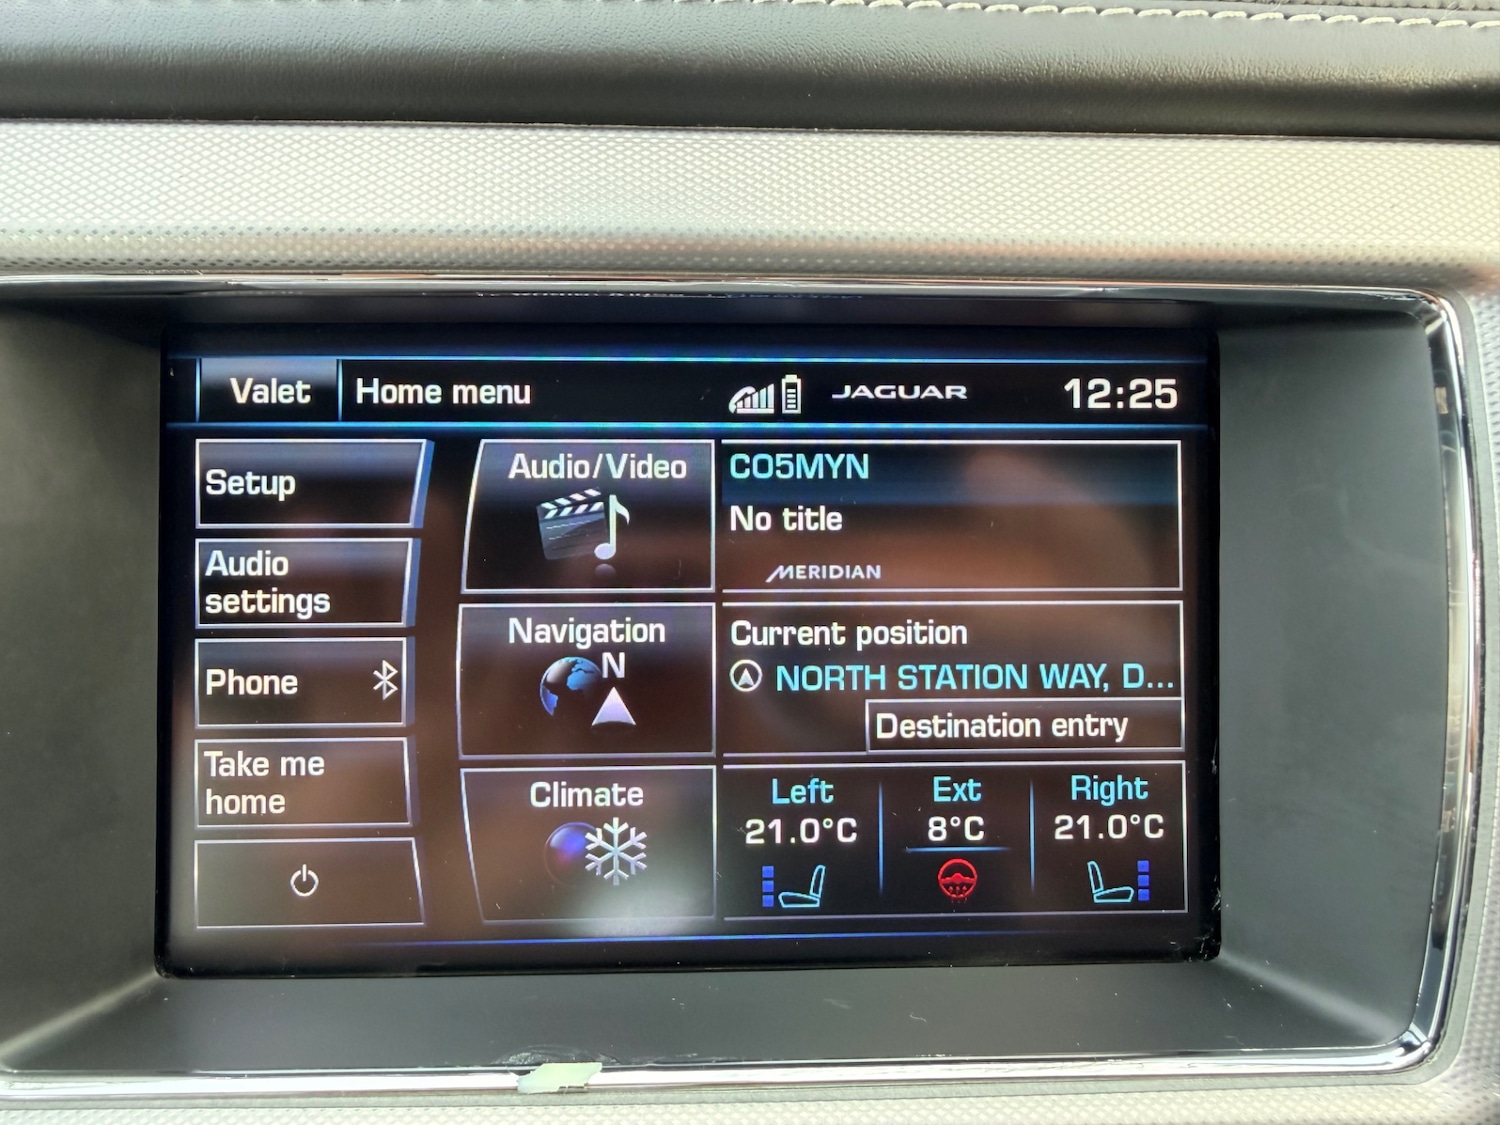 Valet
Home menu
JAGUAR
12:25
Setup
Audio
settings
Phone
Take me
home
Audio/Video
Navigation
N
Climate
CO5MYN
No title
MERIDIAN
Current position
NORTH STATION WAY, D...
Destination entry
Left
21.0°C
Ext
8°C
Right
21.0°C